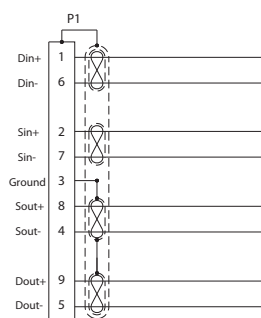 P1
Din+ 1
Din- 6
Sin+ 2
Sin- 7
Ground 3
Sout+ 8
Sout- 4
Dout+ 9
Dout- 5